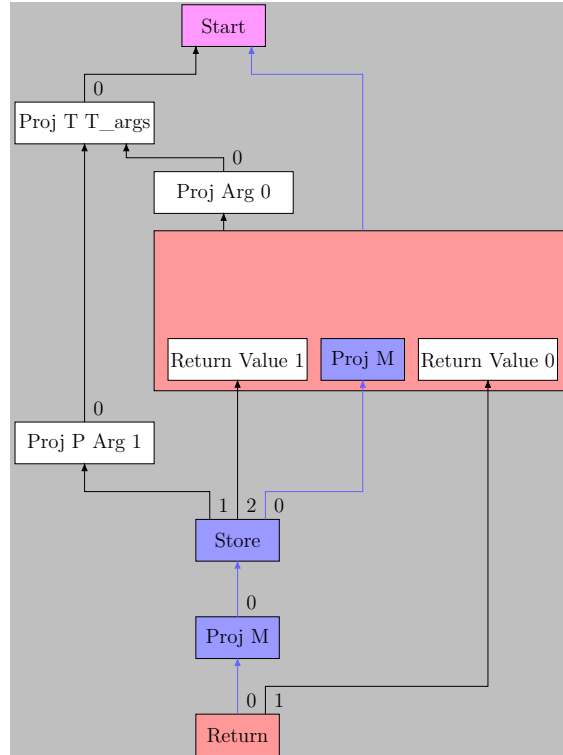 Start
0
Proj T T_args
0
Proj Arg 0
Return Value 1
Proj M
Return Value 0
0
Proj P Arg 1
1 2 0
Store
0
Proj M
0 1
Return